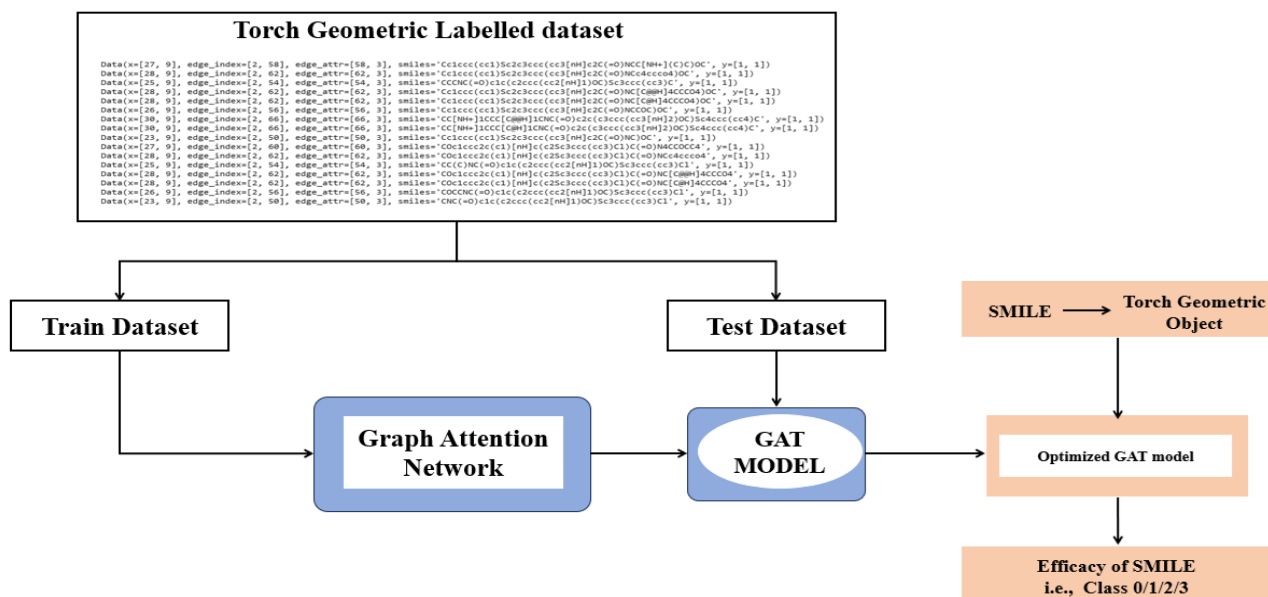 Torch Geometric Labelled dataset
Data(x=[27, 9], edge_index=[2, 58], edge_attr=[58, 3], smiles='Cc1ccc(cc1)Sc2c3ccc(cc3[nH]c2C(=O)NCC[NH+](C)C)OC', y=[1, 1])
Data(x=[28, 9], edge_index=[2, 62], edge_attr=[62, 3], smiles='Cc1ccc(cc1)Sc2c3ccc(cc3[nH]c2C(=O)NCc4ccco4)OC', y=[1, 1])
Data(x=[25, 9], edge_index=[2, 54], edge_attr=[54, 3], smiles='CCCNC(=O)c1c(c2ccc(cc2[nH]1)OC)Sc3ccc(cc3)C', y=[1, 1])
Data(x=[28, 9], edge_index=[2, 62], edge_attr=[62, 3], smiles='Cc1ccc(cc1)Sc2c3ccc(cc3[nH]c2C(=O)NC[C@@H]4CCCO4)OC', y=[1, 1])
Data(x=[28, 9], edge_index=[2, 62], edge_attr=[62, 3], smiles='Cc1ccc(cc1)Sc2c3ccc(cc3[nH]c2C(=O)NC[C@H]4CCCO4)OC', y=[1, 1])
Data(x=[26, 9], edge_index=[2, 56], edge_attr=[56, 3], smiles='Cc1ccc(cc1)Sc2c3ccc(cc3[nH]c2C(=O)NCCOC)OC', y=[1, 1])
Data(x=[30, 9], edge_index=[2, 66], edge_attr=[66, 3], smiles='CC[NH+]1CCC[C@@H]1CNC(=O)c2c(c3ccc(cc3[nH]2)OC)Sc4ccc(cc4)C', y=[1, 1])
Data(x=[30, 9], edge_index=[2, 66], edge_attr=[66, 3], smiles='CC[NH+]1CCC[C@H]1CNC(=O)c2c(c3ccc(cc3[nH]2)OC)Sc4ccc(cc4)C', y=[1, 1])
Data(x=[23, 9], edge_index=[2, 50], edge_attr=[50, 3], smiles='Cc1ccc(cc1)Sc2c3ccc(cc3[nH]c2C(=O)NC)OC', y=[1, 1])
Data(x=[27, 9], edge_index=[2, 60], edge_attr=[60, 3], smiles='COc1ccc2c(c1)[nH]c(c2Sc3ccc(cc3)Cl)C(=O)N4CCOCC4', y=[1, 1])
Data(x=[28, 9], edge_index=[2, 62], edge_attr=[62, 3], smiles='COc1ccc2c(c1)[nH]c(c2Sc3ccc(cc3)Cl)C(=O)NCc4ccco4', y=[1, 1])
Data(x=[25, 9], edge_index=[2, 54], edge_attr=[54, 3], smiles='CC(C)NC(=O)c1c(c2ccc(cc2[nH]1)OC)Sc3ccc(cc3)Cl', y=[1, 1])
Data(x=[28, 9], edge_index=[2, 62], edge_attr=[62, 3], smiles='COc1ccc2c(c1)[nH]c(c2Sc3ccc(cc3)Cl)C(=O)NC[C@@H]4CCCO4', y=[1, 1])
Data(x=[28, 9], edge_index=[2, 62], edge_attr=[62, 3], smiles='COc1ccc2c(c1)[nH]c(c2Sc3ccc(cc3)Cl)C(=O)NC[C@H]4CCCO4', y=[1, 1])
Data(x=[26, 9], edge_index=[2, 56], edge_attr=[56, 3], smiles='COCCNC(=O)c1c(c2ccc(cc2[nH]1)OC)Sc3ccc(cc3)Cl', y=[1, 1])
Data(x=[23, 9], edge_index=[2, 50], edge_attr=[50, 3], smiles='CNC(=O)c1c(c2ccc(cc2[nH]1)OC)Sc3ccc(cc3)Cl', y=[1, 1])
Train Dataset
Test Dataset
SMILE
Torch Geometric
Object
Graph Attention
Network
GAT
MODEL
Optimized GAT model
Efficacy of SMILE
i.e., Class 0/1/2/3